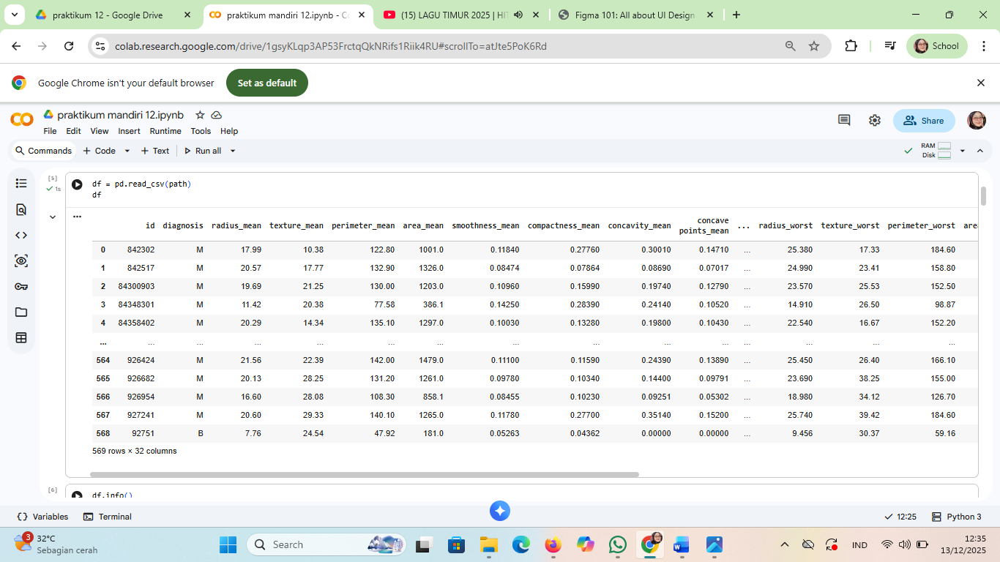 praktikum 12 - Google Drive
praktikum mandiri 12.ipynb - Co
(15) LAGU TIMUR 2025 | HIT
Figma 101: All about UI Design
colab.research.google.com/drive/1gsyKLqp3AP53FrctqQkNRifs1Riik4RU#scrollTo=atJte5PoK6Rd
School
Google Chrome isn't your default browser
Set as default
CO
praktikum mandiri 12.ipynb
File Edit View Insert Runtime Tools Help
Share
Commands + Code + Text Run all
RAM
Disk
[5]
1s
df = pd.read_csv(path)
df
id diagnosis radius_mean texture_mean perimeter_mean area_mean smoothness_mean compactness_mean concavity_mean concave points_mean ... radius_worst texture_worst perimeter_worst area
0 842302 M 17.99 10.38 122.80 1001.0 0.11840 0.27760 0.30010 0.14710 ... 25.380 17.33 184.60
1 842517 M 20.57 17.77 132.90 1326.0 0.08474 0.07864 0.08690 0.07017 ... 24.990 23.41 158.80
2 84300903 M 19.69 21.25 130.00 1203.0 0.10960 0.15990 0.19740 0.12790 ... 23.570 25.53 152.50
3 84348301 M 11.42 20.38 77.58 386.1 0.14250 0.28390 0.24140 0.10520 ... 14.910 26.50 98.87
4 84358402 M 20.29 14.34 135.10 1297.0 0.10030 0.13280 0.19800 0.10430 ... 22.540 16.67 152.20
... ... ... ... ... ... ... ... ... ... ... ... ... ... ...
564 926424 M 21.56 22.39 142.00 1479.0 0.11100 0.11590 0.24390 0.13890 ... 25.450 26.40 166.10
565 926682 M 20.13 28.25 131.20 1261.0 0.09780 0.10340 0.14400 0.09791 ... 23.690 38.25 155.00
566 926954 M 16.60 28.08 108.30 858.1 0.08455 0.10230 0.09251 0.05302 ... 18.980 34.12 126.70
567 927241 M 20.60 29.33 140.10 1265.0 0.11780 0.27700 0.35140 0.15200 ... 25.740 39.42 184.60
568 92751 B 7.76 24.54 47.92 181.0 0.05263 0.04362 0.00000 0.00000 ... 9.456 30.37 59.16
569 rows × 32 columns
[6]
df.info()
Variables
Terminal
12:25
Python 3
3
32°C
Sebagian cerah
Search
IND
12:35
13/12/2025